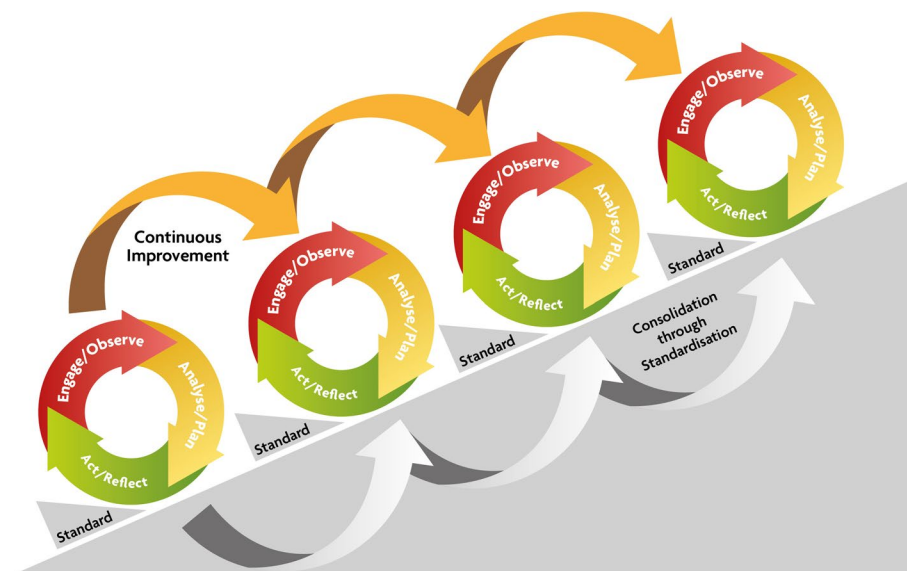 Engage/Observe
Analyse/Plan
Act/Reflect
Standard
Continuous
Improvement
Engage/Observe
Analyse/Plan
Act/Reflect
Standard
Engage/Observe
Analyse/Plan
Act/Reflect
Standard
Engage/Observe
Analyse/Plan
Act/Reflect
Standard
Consolidation
through
Standardisation